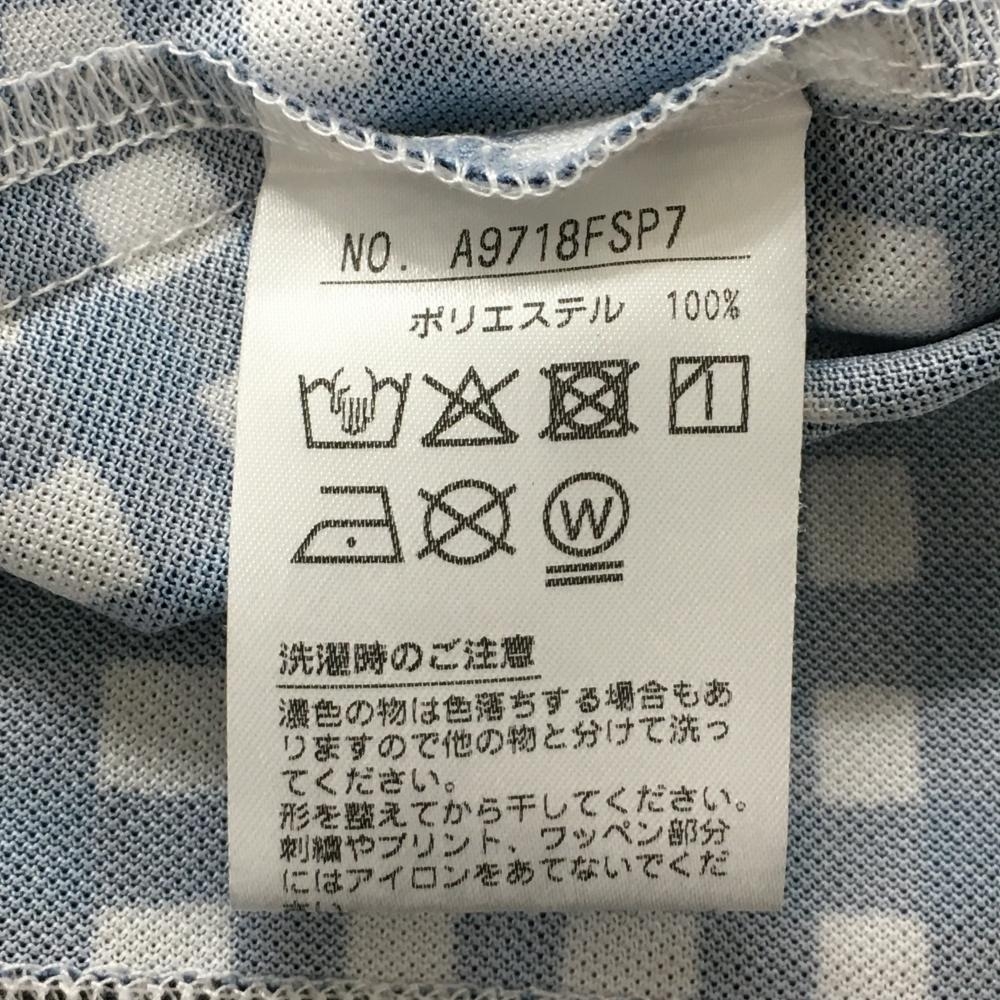 NO. A9718FSP7
ポリエステル 100%
W
洗濯時のご注意
濃色の物は色落ちする場合もあ
りますので他の物と分けて洗っ
てください。
形を整えてから干してください。
刺繍やプリント、ワッペン部分
にはアイロンをあてないでくだ
さい